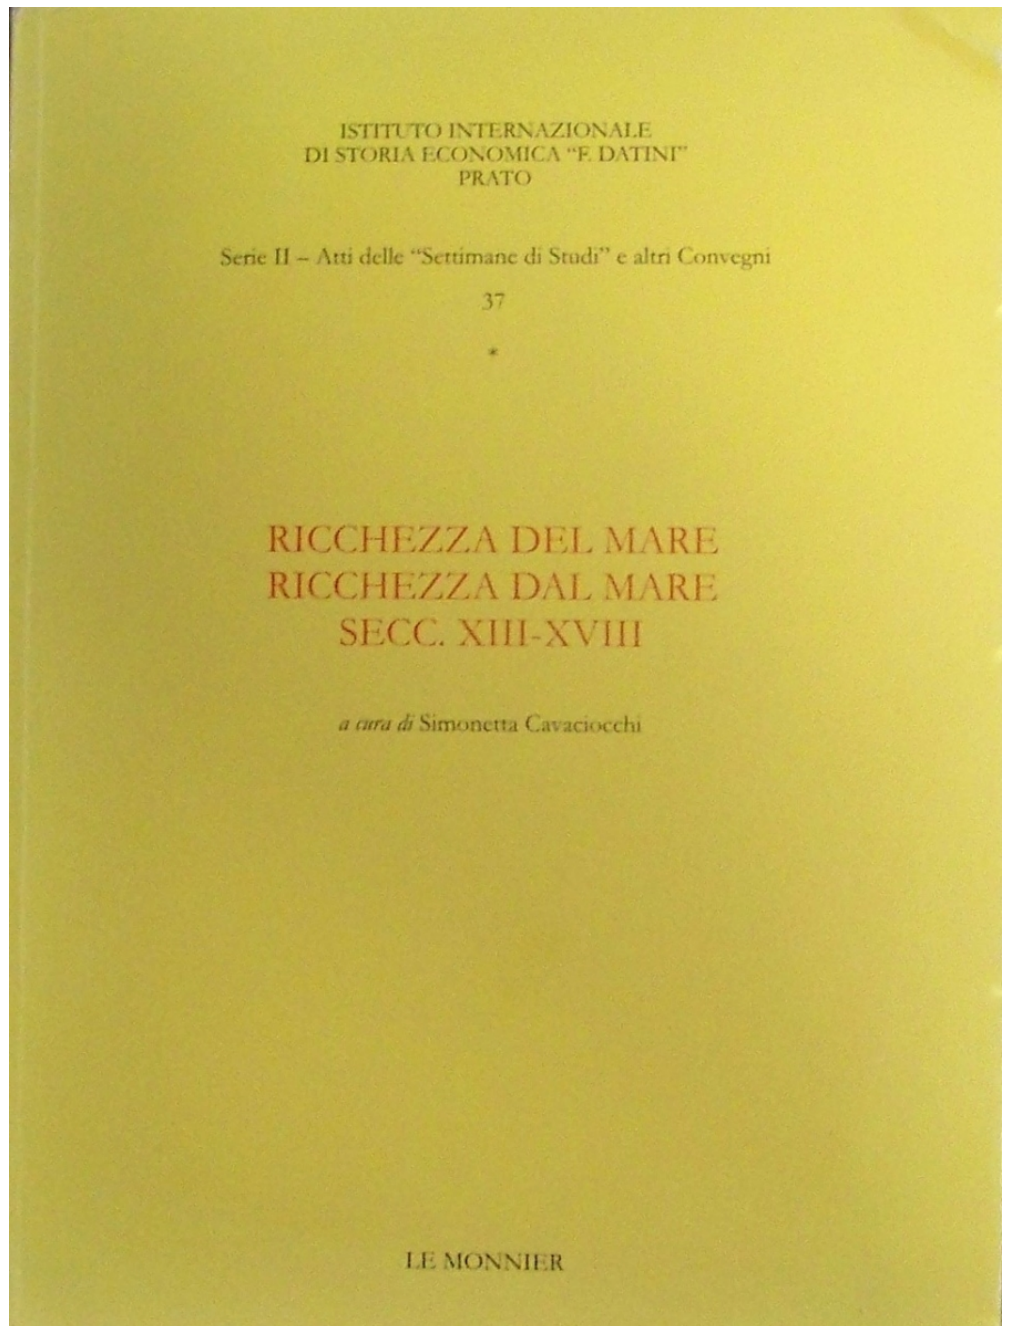 ISTITUTO INTERNAZIONALE
DI STORIA ECONOMICA "F. DATINI"
PRATO
Serie II – Atti delle "Settimane di Studi" e altri Convegni
37
*
RICCHEZZA DEL MARE
RICCHEZZA DAL MARE
SECC. XIII-XVIII
a cura di Simonetta Cavaciocchi
LE MONNIER